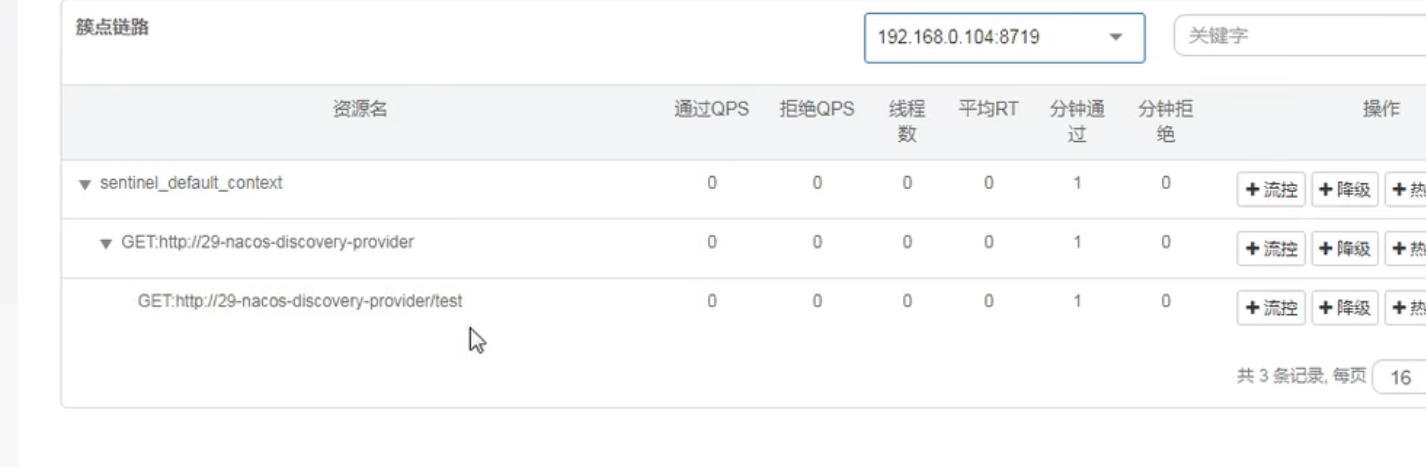 簇点链路
192.168.0.104:8719
关键字
资源名 通过QPS 拒绝QPS 线程数 平均RT 分钟通过 分钟拒绝 操作
sentinel_default_context 0 0 0 0 1 0 +流控 +降级 +热
GET:http://29-nacos-discovery-provider 0 0 0 0 1 0 +流控 +降级 +热
GET:http://29-nacos-discovery-provider/test 0 0 0 0 1 0 +流控 +降级 +热
共 3 条记录, 每页 16